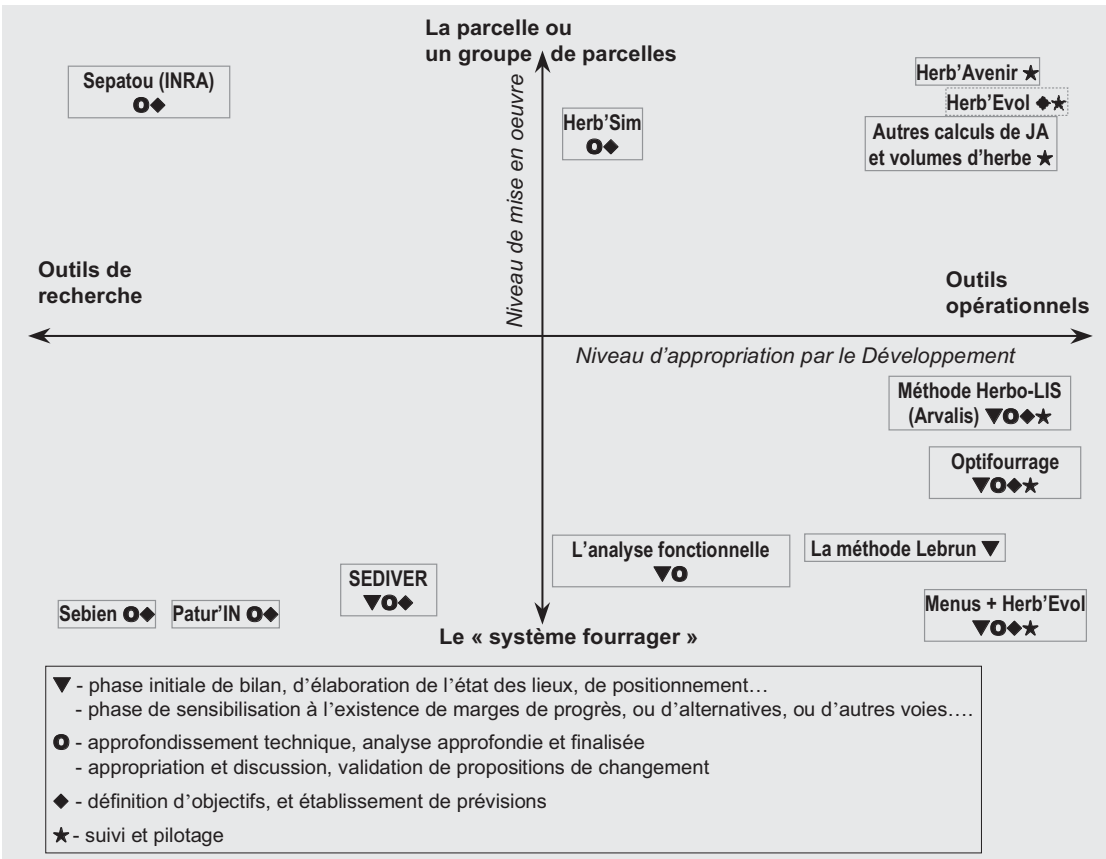 La parcelle ou
un groupe de parcelles
Sepatou (INRA)
O◆
Herb'Sim
O◆
Herb'Avenir ★
Herb'Evol ◆★
Autres calculs de JA
et volumes d'herbe ★
Niveau de mise en oeuvre
Outils de
recherche
Outils
opérationnels
Niveau d'appropriation par le Développement
Méthode Herbo-LIS
(Arvalis) ▼O◆★
Optifourrage
▼O◆★
L'analyse fonctionnelle
▼O
La méthode Lebrun ▼
SEDIVER
▼O◆
Sebien O◆
Patur'IN O◆
Menus + Herb'Evol
▼O◆★
Le « système fourrager »
▼ - phase initiale de bilan, d'élaboration de l'état des lieux, de positionnement…
- phase de sensibilisation à l'existence de marges de progrès, ou d'alternatives, ou d'autres voies….
O - approfondissement technique, analyse approfondie et finalisée
- appropriation et discussion, validation de propositions de changement
◆ - définition d'objectifs, et établissement de prévisions
★ - suivi et pilotage